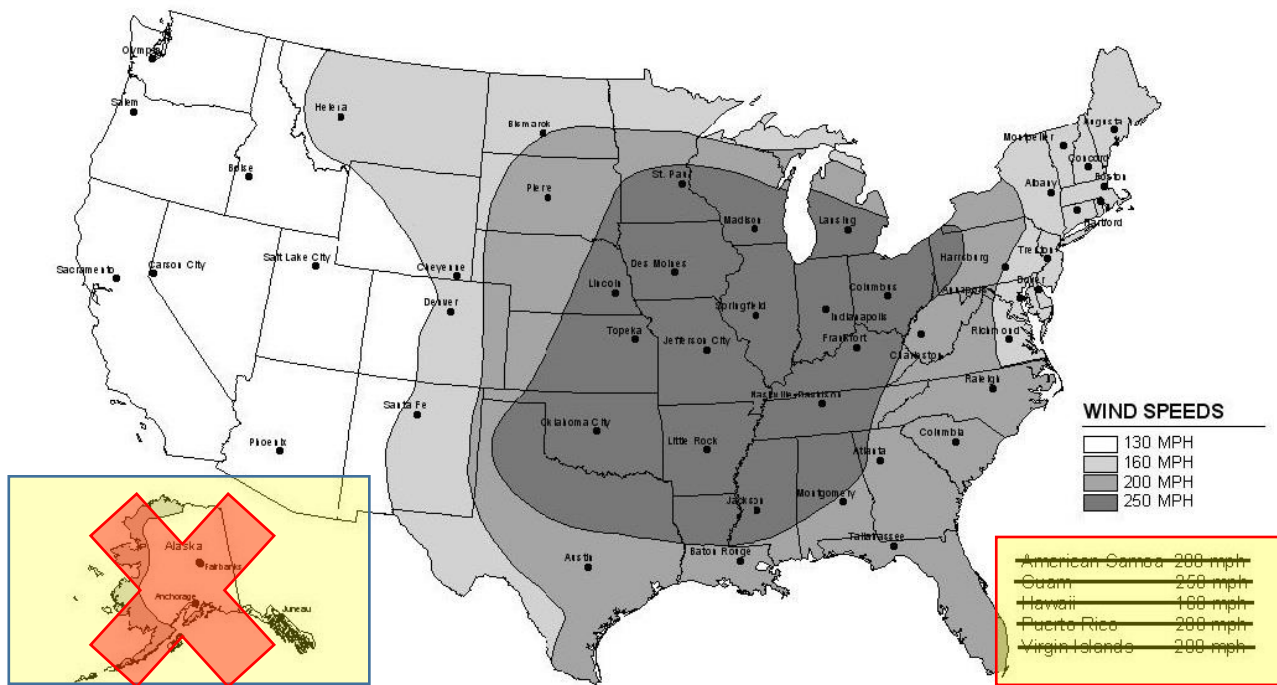 Olympia
Salem
Boise
Helera
Bismarok
Piere
St. Paul
Madison
Lansing
Montpelier
Augusta
Concord
Boston
Albany
Hartford
Sacramento
Carson City
Salt Lake City
Cheyenne
Denver
Lincoln
Des Moines
Springfield
Indianapolis
Columbus
Harrisburg
Trenton
Dover
Annapolis
Topeka
Jefferson City
Frankfort
Charleston
Richmond
Raleigh
Santa Fe
Phoenix
Oklahoma City
Little Rock
Columbia
Atlanta
Jackson
Montgomery
Austin
Baton Rouge
Tallahassee
WIND SPEEDS
130 MPH
160 MPH
200 MPH
250 MPH
Alaska
Fairbanks
Anchorage
Juneau
American Samoa 200 mph
Guam 250 mph
Hawaii mph
Puerto Rico 200 mph
Virgin Islands 200 mph